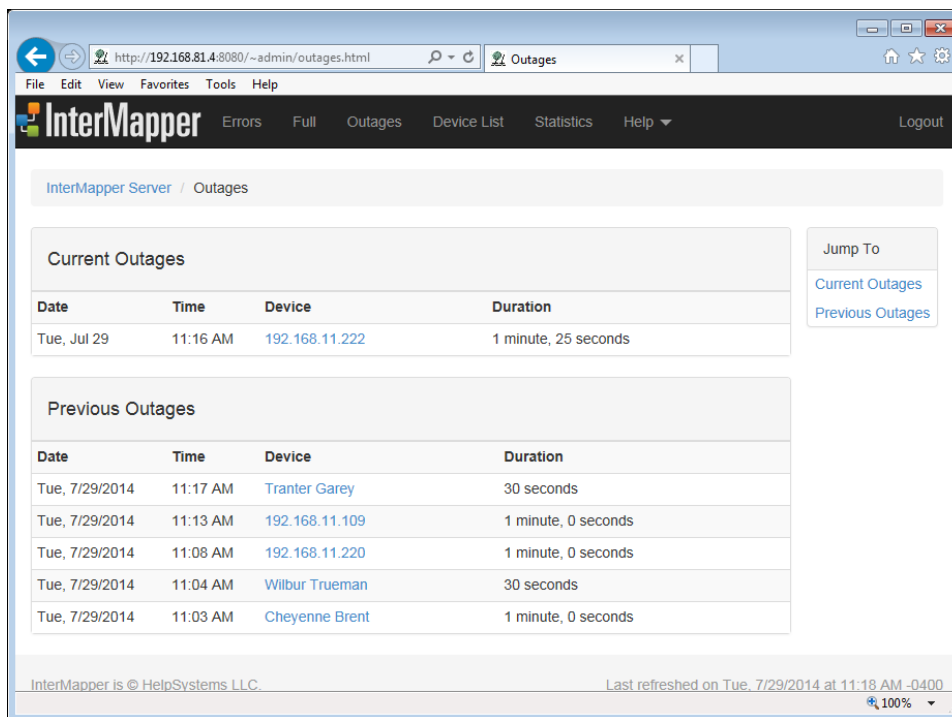 http://192.168.81.4:8080/~admin/outages.html Outages
File Edit View Favorites Tools Help
InterMapper Errors Full Outages Device List Statistics Help Logout
InterMapper Server / Outages
Current Outages
Date Time Device Duration
Tue, Jul 29 11:16 AM 192.168.11.222 1 minute, 25 seconds
Jump To
Current Outages
Previous Outages
Previous Outages
Date Time Device Duration
Tue, 7/29/2014 11:17 AM Tranter Garey 30 seconds
Tue, 7/29/2014 11:13 AM 192.168.11.109 1 minute, 0 seconds
Tue, 7/29/2014 11:08 AM 192.168.11.220 1 minute, 0 seconds
Tue, 7/29/2014 11:04 AM Wilbur Trueman 30 seconds
Tue, 7/29/2014 11:03 AM Cheyenne Brent 1 minute, 0 seconds
InterMapper is © HelpSystems LLC. Last refreshed on Tue, 7/29/2014 at 11:18 AM -0400
100%